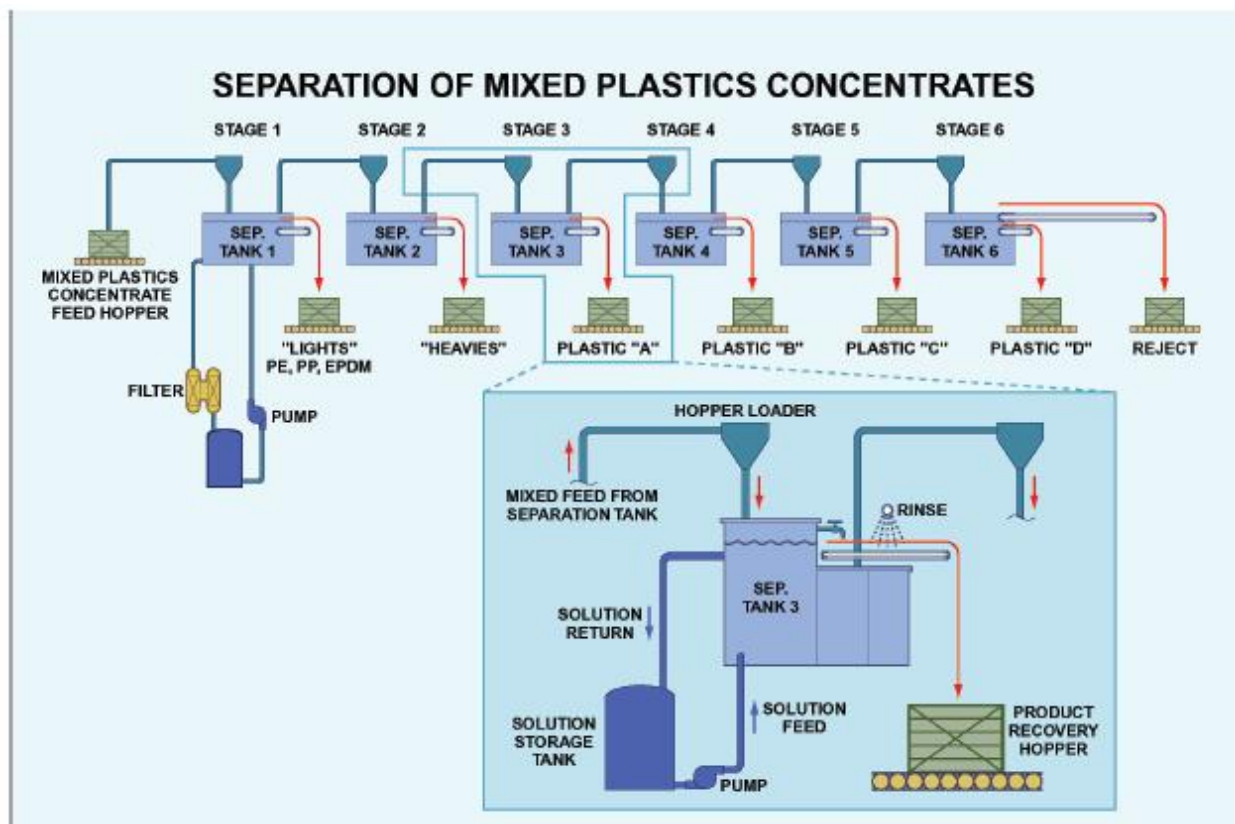 SEPARATION OF MIXED PLASTICS CONCENTRATES
STAGE 1
STAGE 2
STAGE 3
STAGE 4
STAGE 5
STAGE 6
SEP.
TANK 1
SEP.
TANK 2
SEP.
TANK 3
SEP.
TANK 4
SEP.
TANK 5
SEP.
TANK 6
MIXED PLASTICS
CONCENTRATE
FEED HOPPER
"LIGHTS"
PE, PP, EPDM
"HEAVIES"
PLASTIC "A"
PLASTIC "B"
PLASTIC "C"
PLASTIC "D"
REJECT
FILTER
PUMP
HOPPER LOADER
MIXED FEED FROM
SEPARATION TANK
RINSE
SEP.
TANK 3
SOLUTION
RETURN
SOLUTION
STORAGE
TANK
SOLUTION
FEED
PUMP
PRODUCT
RECOVERY
HOPPER